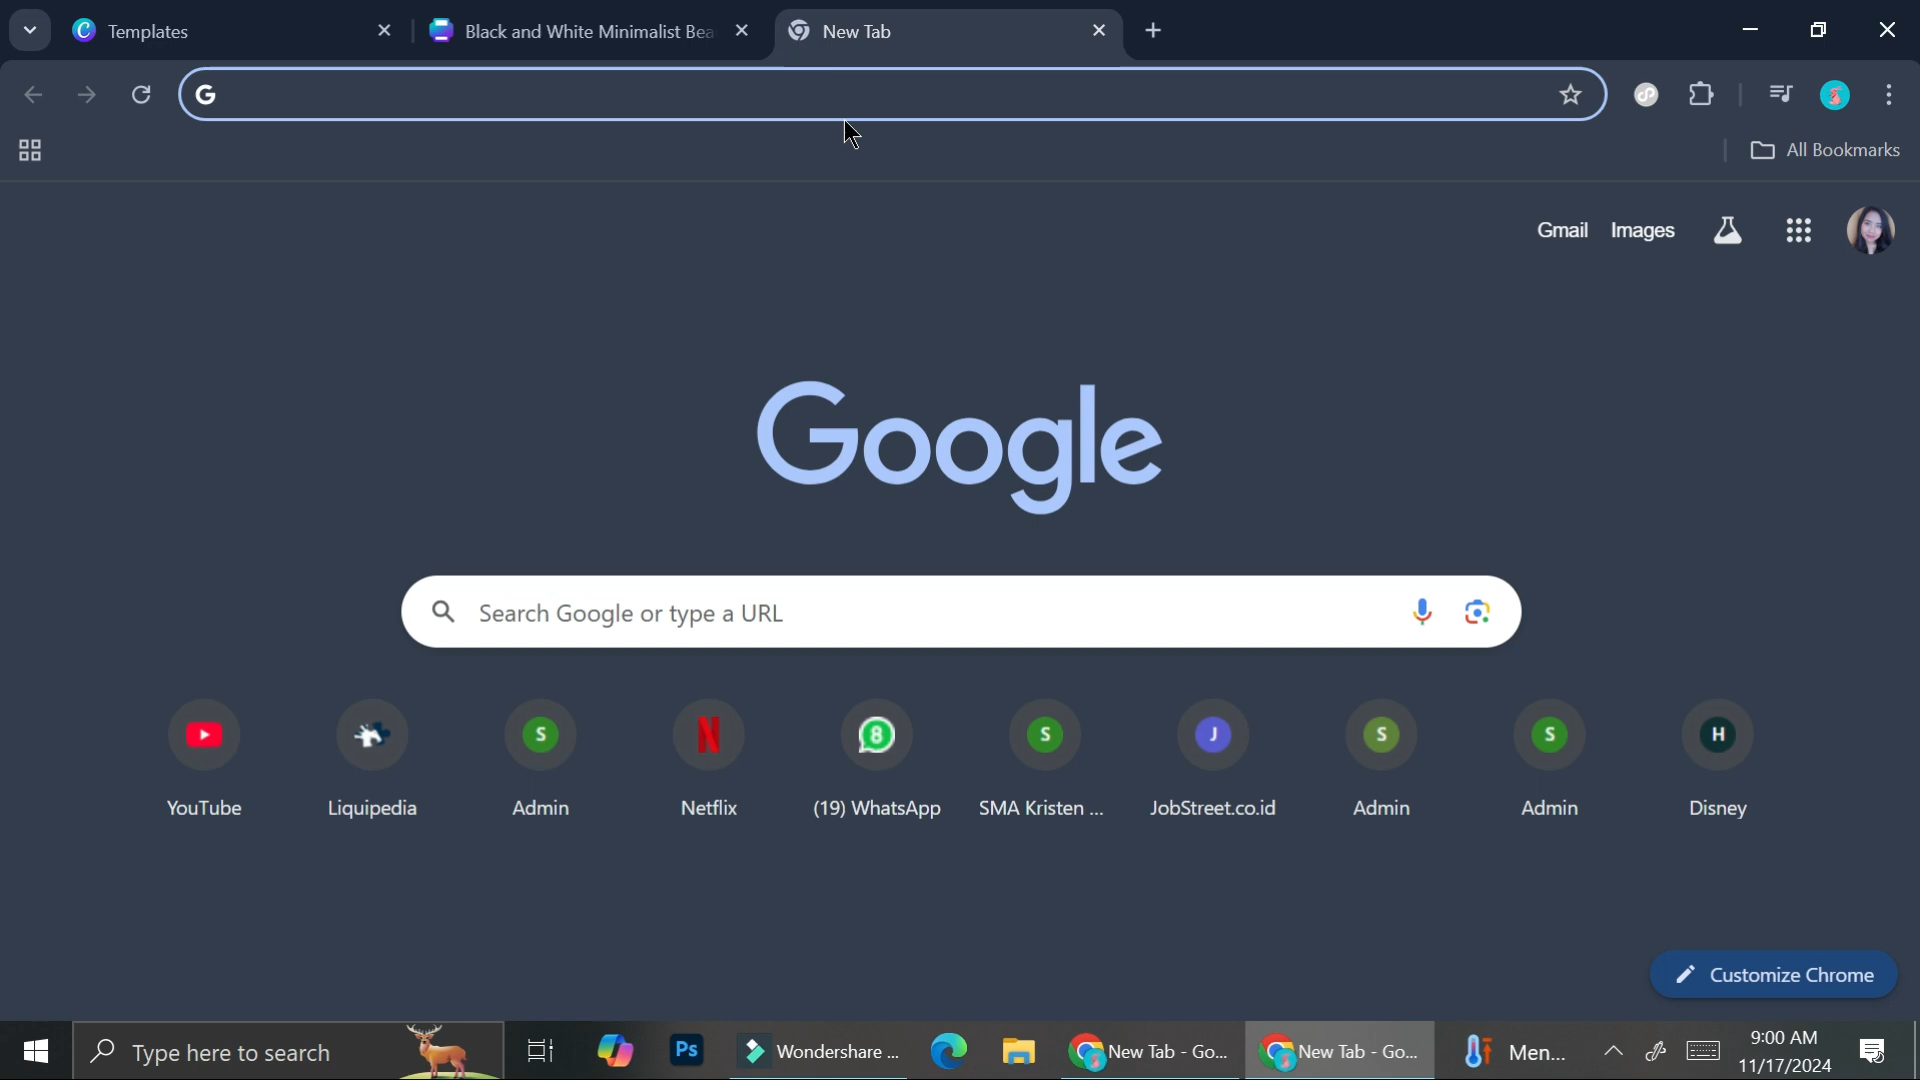 Templates
Black and White Minimalist Bea
New Tab
All Bookmarks
Gmail Images
Google
Search Google or type a URL
YouTube
Liquipedia
S
Admin
Netflix
8
(19) WhatsApp
S
SMA Kristen ...
J
JobStreet.co.id
S
Admin
S
Admin
H
Disney
Customize Chrome
Type here to search
Ps
Wondershare ...
New Tab - Go...
New Tab - Go...
Men...
9:00 AM
11/17/2024